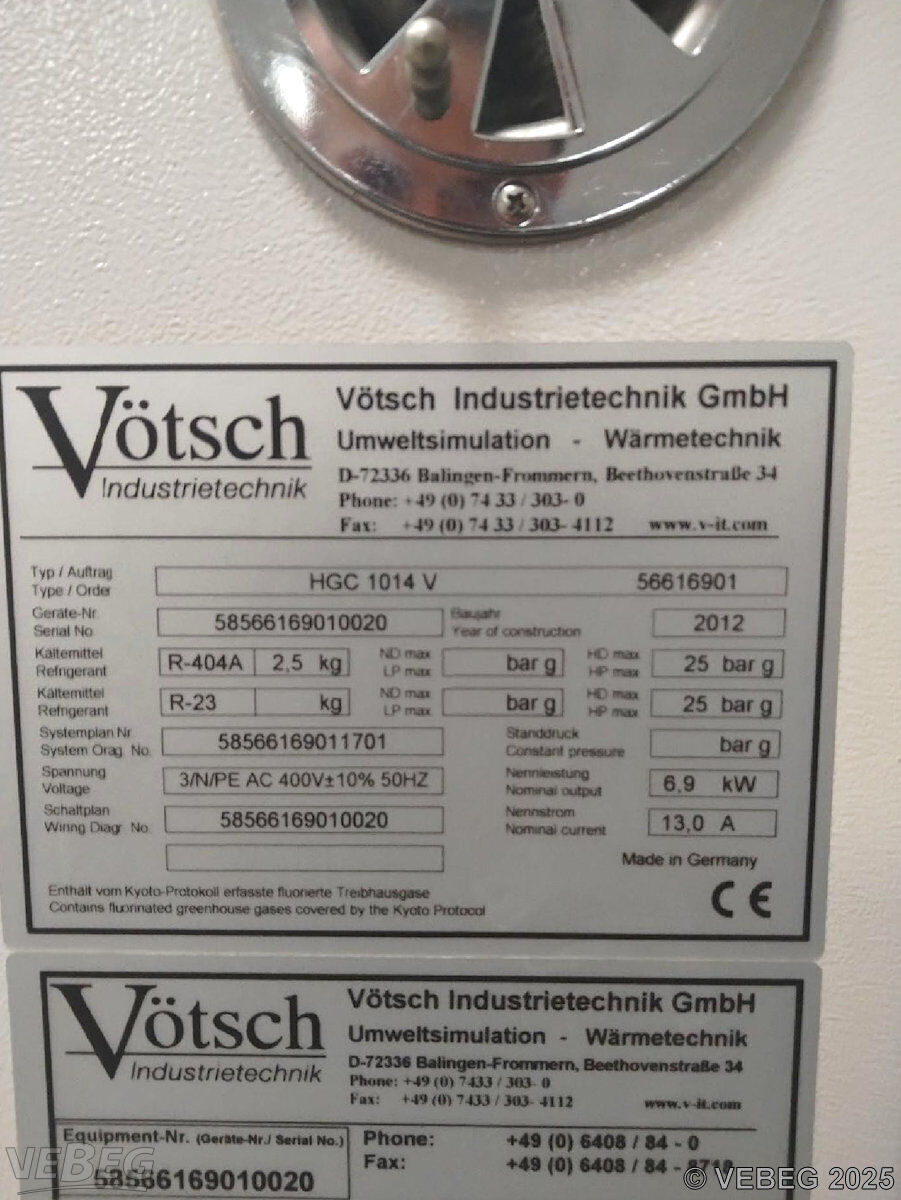 Vötsch
Industrietechnik
Vötsch Industrietechnik GmbH
Umweltsimulation - Wärmetechnik
D-72336 Balingen-Frommern, Beethovenstraße 34
Phone: +49 (0) 74 33 / 303- 0
Fax: +49 (0) 74 33 / 303- 4112 www.v-it.com
Typ / Auftrag
Type / Order
HGC 1014 V 56616901
Geräte-Nr.
Serial No.
58566169010020
Baujahr
Year of construction
2012
Kältemittel
Refrigerant
R-404A 2,5 kg
ND max
LP max
bar g
HD max
HP max
25 bar g
Kältemittel
Refrigerant
R-23 kg
ND max
LP max
bar g
HD max
HP max
25 bar g
Systemplan Nr
System Drag. No.
58566169011701
Standdruck
Constant pressure
bar g
Spannung
Voltage
3/N/PE AC 400V±10% 50HZ
Nennleistung
Nominal output
6,9 kW
Schaltplan
Wiring Diagr. No.
58566169010020
Nennstrom
Nominal current
13,0 A
Made in Germany
Enthält vom Kyoto-Protokoll erfasste fluorierte Treibhausgase
Contains fluorinated greenhouse gases covered by the Kyoto Protocol
CE
Vötsch
Industrietechnik
Vötsch Industrietechnik GmbH
Umweltsimulation - Wärmetechnik
D-72336 Balingen-Frommern, Beethovenstraße 34
Phone: +49 (0) 7433 / 303- 0
Fax: +49 (0) 7433 / 303- 4112 www.v-it.com
Equipment-Nr. (Geräte-Nr./ Serial No.)
58566169010020
Phone: +49 (0) 6408 / 84 - 0
Fax: +49 (0) 6408 / 84 -
VEBEG
© VEBEG 2025